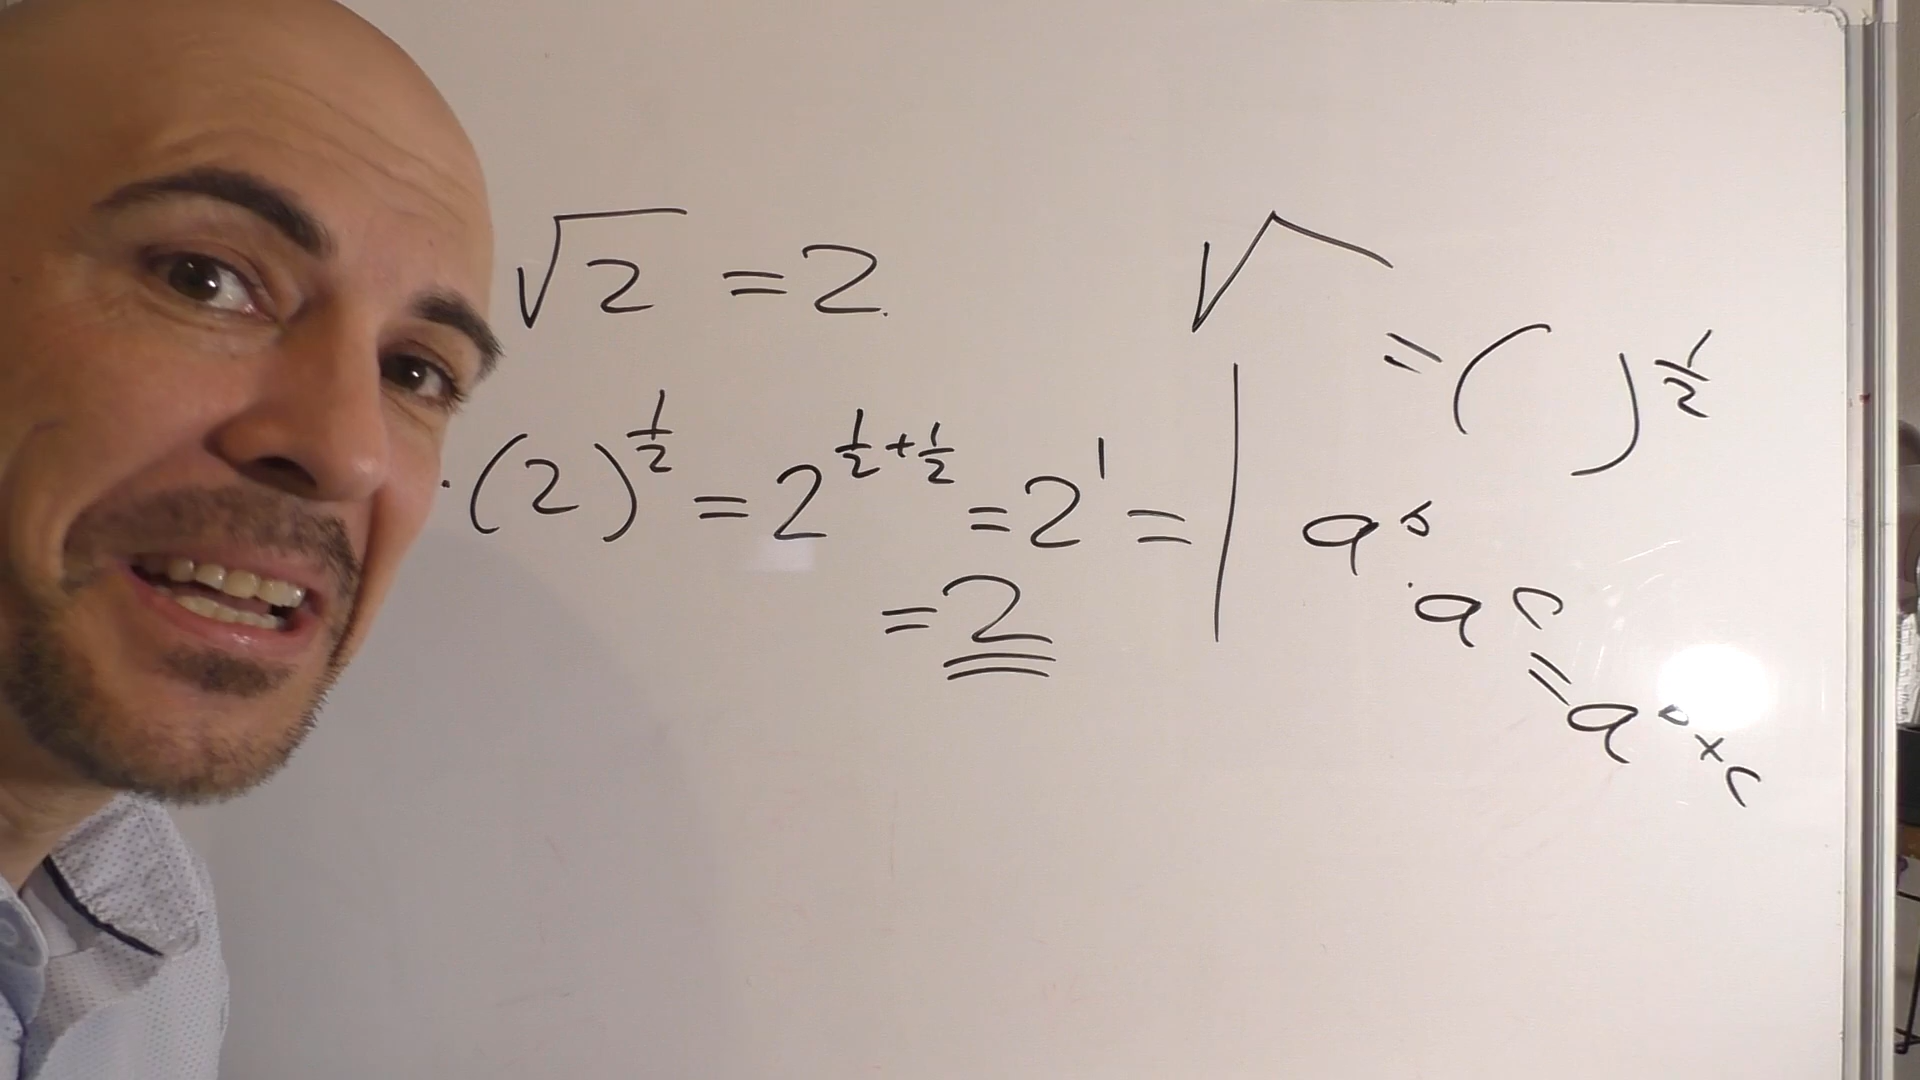 √2 = 2
·(2)^{1/2} = 2^{1/2 + 1/2} = 2^1 =
= 2
√ = ( )^{1/2}
a^b
· a^c
= a^{b × c}